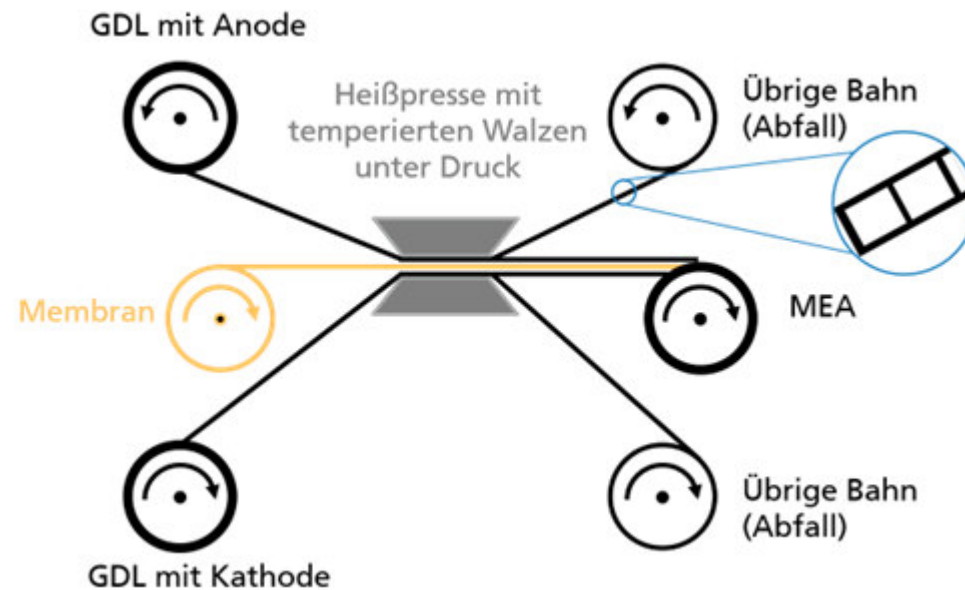 GDL mit Anode
Heißpresse mit
temperierten Walzen
unter Druck
Übrige Bahn
(Abfall)
Membran
MEA
GDL mit Kathode
Übrige Bahn
(Abfall)